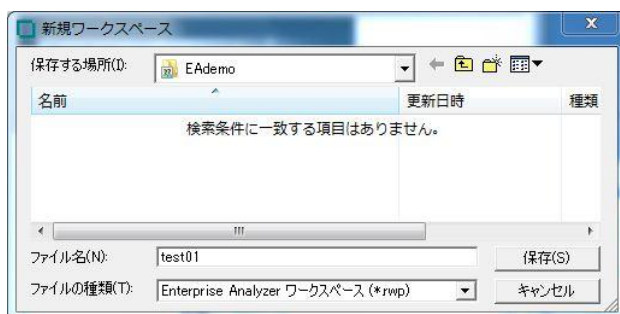 新規ワークスペース
保存する場所(I): EAdemo
名前 更新日時 種類
検索条件に一致する項目はありません。
ファイル名(N): test01 保存(S)
ファイルの種類(T): Enterprise Analyzer ワークスペース (*rwp) キャンセル